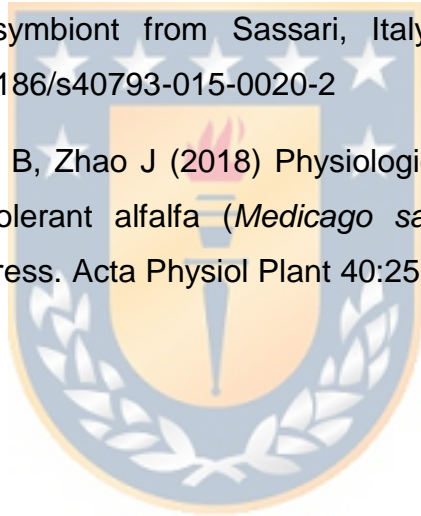 symbiont from Sassari, Italy
186/s40793-015-0020-2
B, Zhao J (2018) Physiologic
olerant alfalfa (Medicago sa
ress. Acta Physiol Plant 40:25